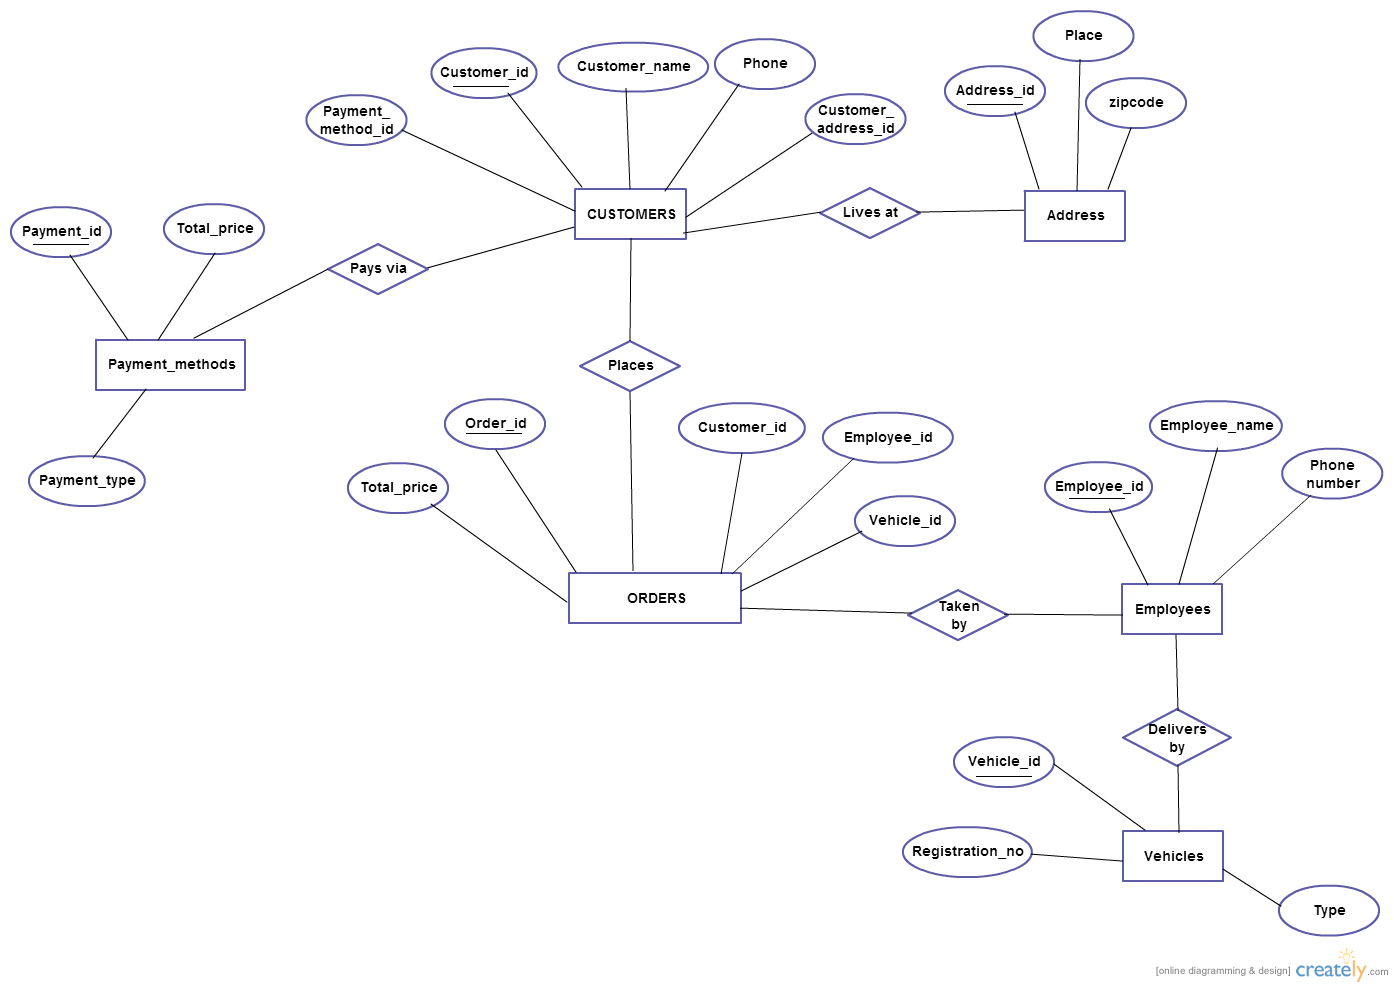 Place
Customer_id
Customer_name
Phone
Address_id
zipcode
Payment_
method_id
Customer_
address_id
CUSTOMERS
Lives at
Address
Payment_id
Total_price
Pays via
Payment_methods
Places
Payment_type
Order_id
Customer_id
Employee_id
Employee_name
Total_price
Vehicle_id
Employee_id
Phone
number
ORDERS
Taken
by
Employees
Delivers
by
Vehicle_id
Registration_no
Vehicles
Type
[online diagramming & design] creately.com